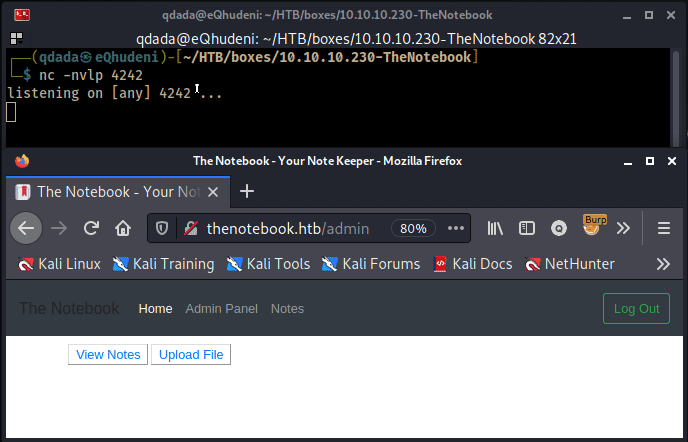 qdada@eQhudeni: ~/HTB/boxes/10.10.10.230-TheNotebook
qdada@eQhudeni: ~/HTB/boxes/10.10.10.230-TheNotebook 82x21
┌──(qdada㉿eQhudeni)-[~/HTB/boxes/10.10.10.230-TheNotebook]
└─$ nc -nvlp 4242
listening on [any] 4242 ...
The Notebook - Your Note Keeper - Mozilla Firefox
The Notebook - Your Not
thenotebook.htb/admin 80% Burp
Kali Linux Kali Training Kali Tools Kali Forums Kali Docs NetHunter
The Notebook Home Admin Panel Notes Log Out
View Notes Upload File